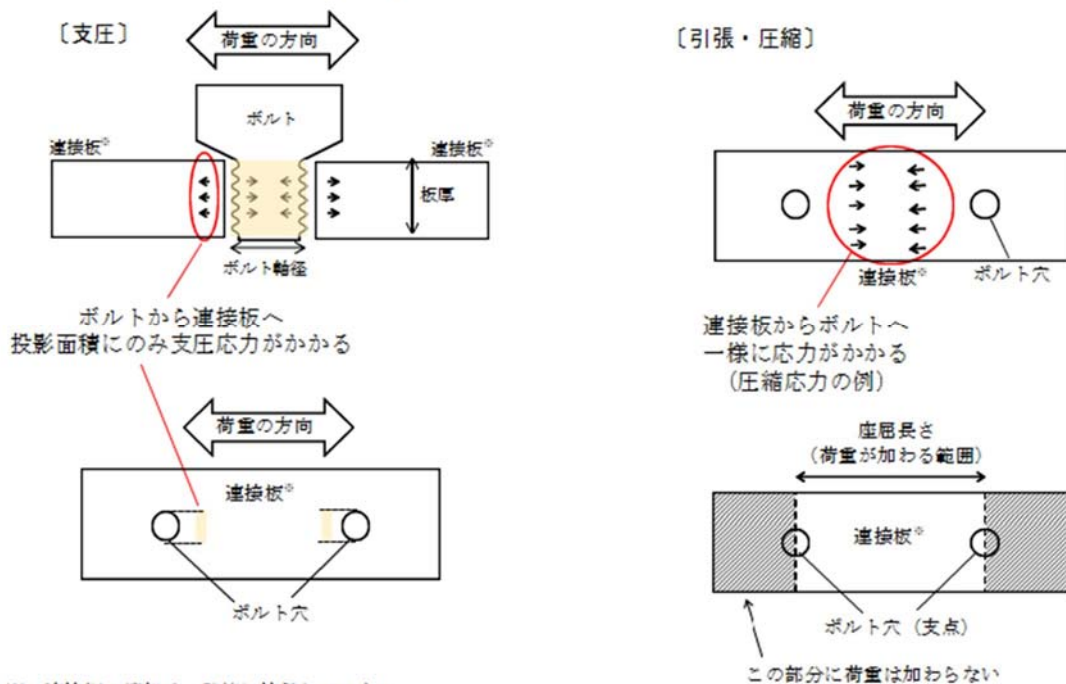 〔支圧〕
荷重の方向
ボルト
連接板※
連接板※
板厚
ボルト軸径
ボルトから連接板へ
投影面積にのみ支圧応力がかかる
荷重の方向
連接板※
ボルト穴
〔引張・圧縮〕
荷重の方向
連接板※
ボルト穴
連接板からボルトへ
一様に応力がかかる
(圧縮応力の例)
座屈長さ
(荷重が加わる範囲)
連接板※
ボルト穴(支点)
この部分に荷重は加わらない